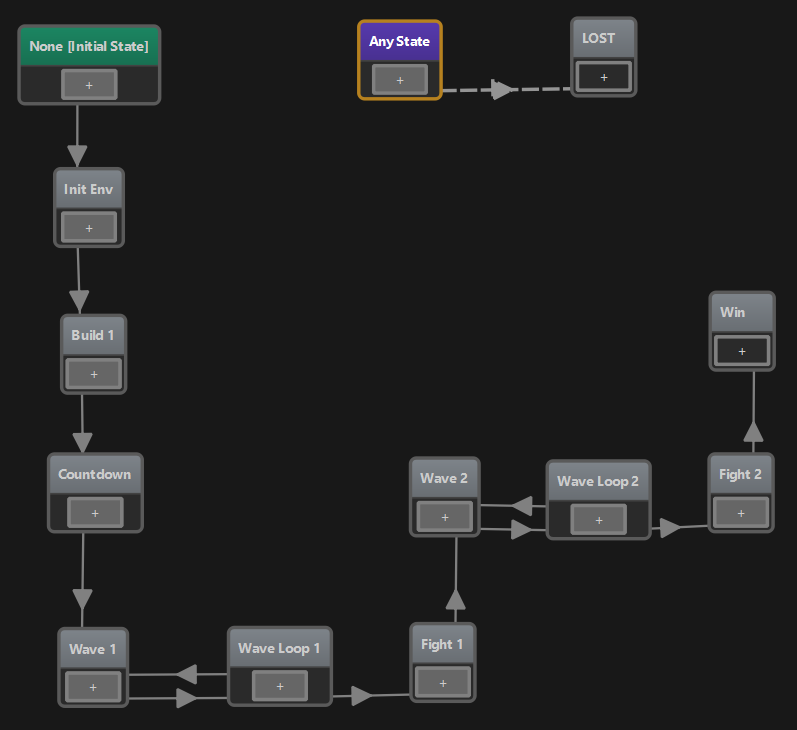 None [Initial State]
+
Any State
+
LOST
+
Init Env
+
Build 1
+
Win
+
Countdown
+
Wave 2
+
Wave Loop 2
+
Fight 2
+
Wave 1
+
Wave Loop 1
+
Fight 1
+